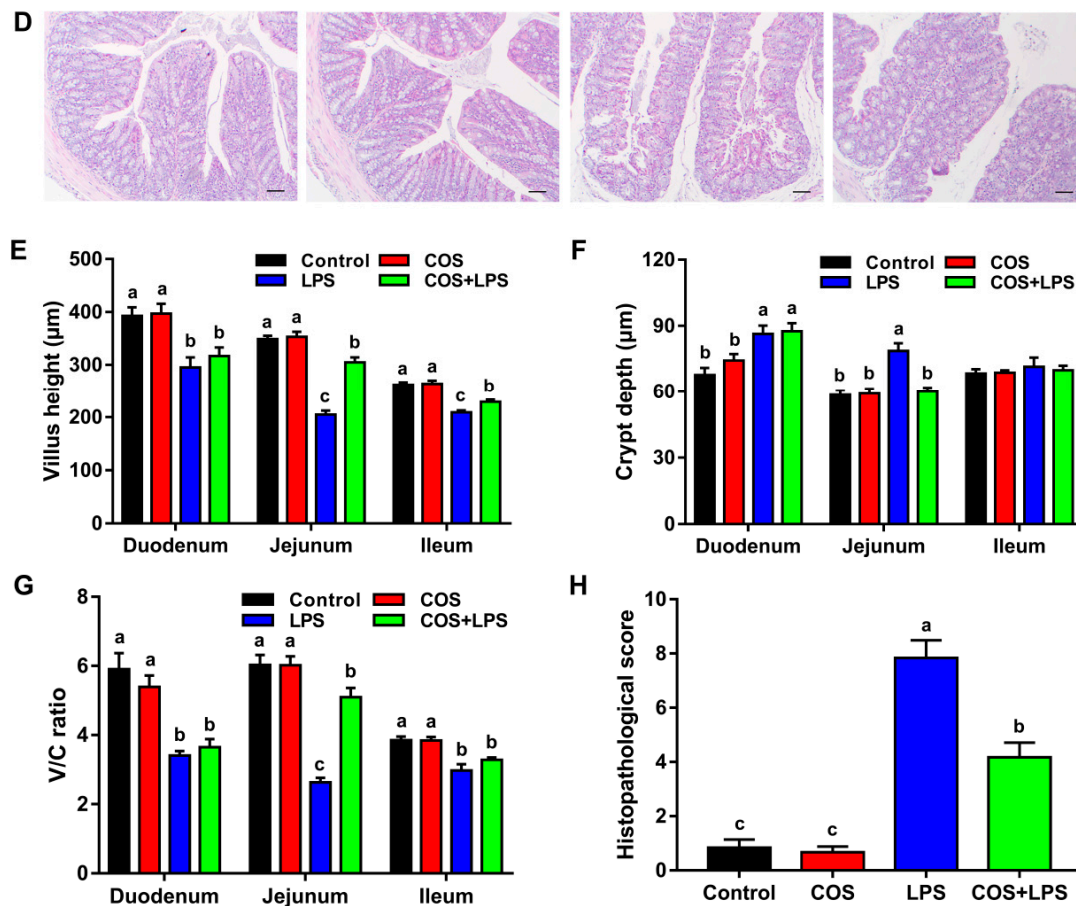 D
E
F
500
400
300
200
100
0
Villus height (μm)
Control COS
LPS COS+LPS
a a b b
a a c b
a a c b
Duodenum Jejunum Ileum
120
90
60
30
0
Crypt depth (μm)
Control COS
LPS COS+LPS
b b a a
b b a b
Duodenum Jejunum Ileum
G
H
8
6
4
2
0
V/C ratio
Control COS
LPS COS+LPS
a a b b
a a c b
a a b b
Duodenum Jejunum Ileum
10
8
6
4
2
0
Histopathological score
c c a b
Control COS LPS COS+LPS